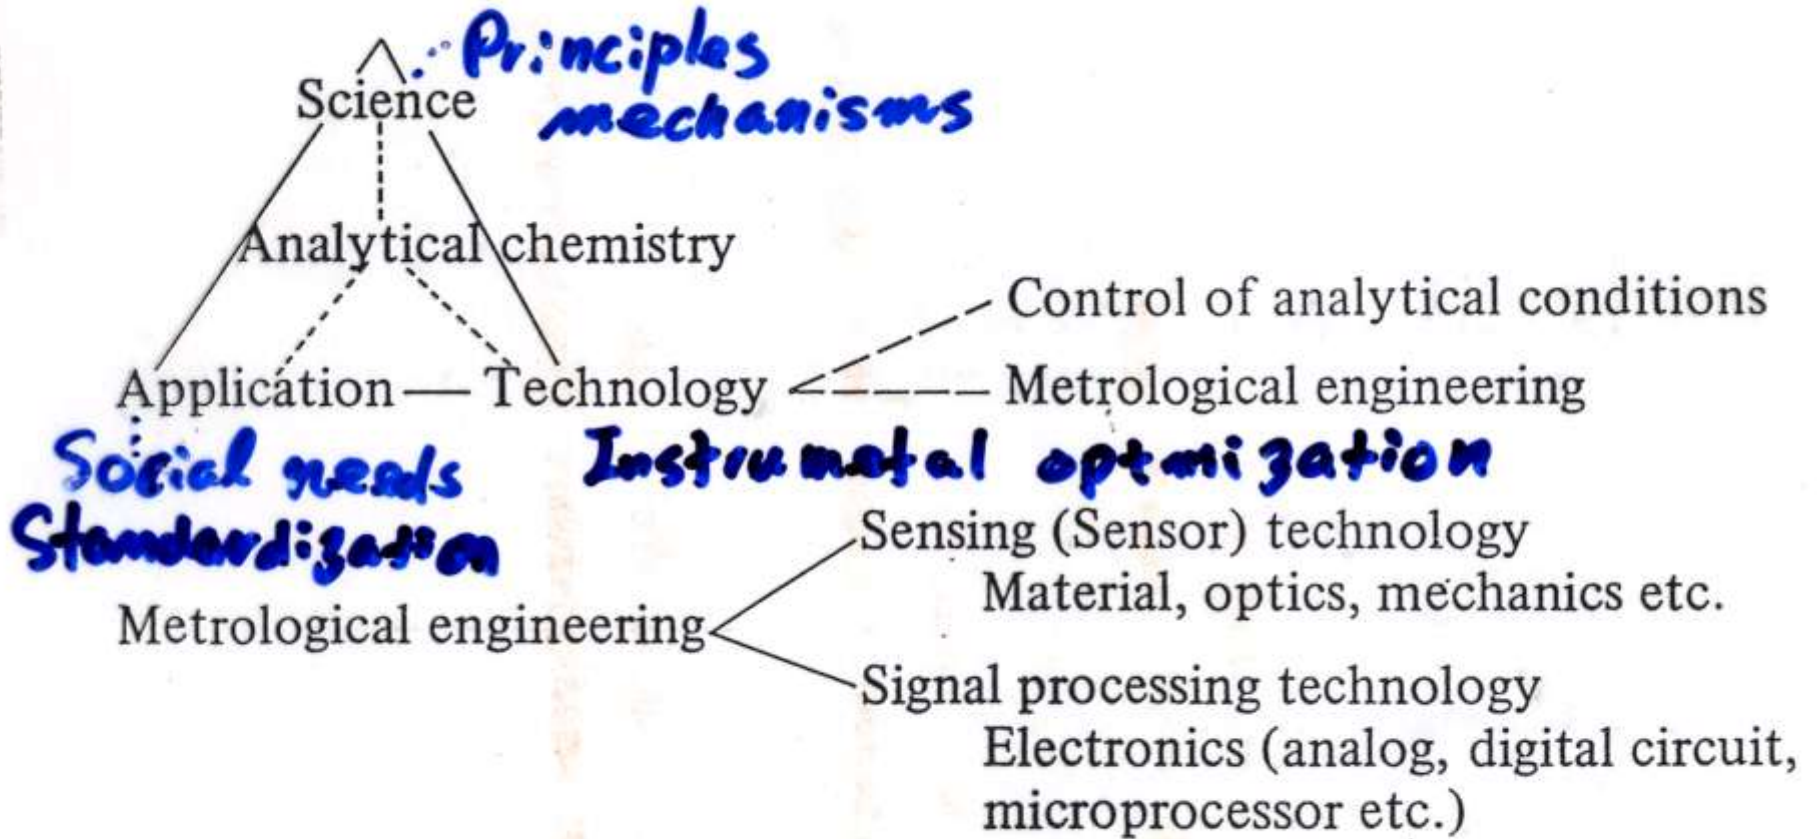 Principles
mechanisms
Science
Analytical chemistry
Control of analytical conditions
Application — Technology
Metrological engineering
Social needs
Instrumetal optmization
Standardization
Sensing (Sensor) technology
Material, optics, mechanics etc.
Metrological engineering
Signal processing technology
Electronics (analog, digital circuit,
microprocessor etc.)